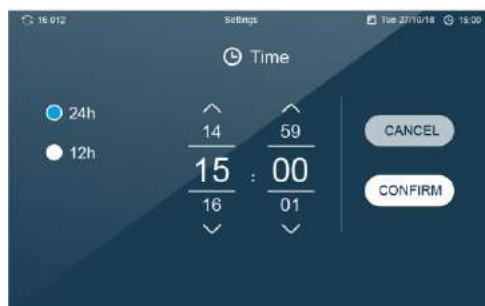 16 012 Settings Tue 27/10/18 15:00
Time
24h
12h
14 59
15 : 00
16 01
CANCEL
CONFIRM